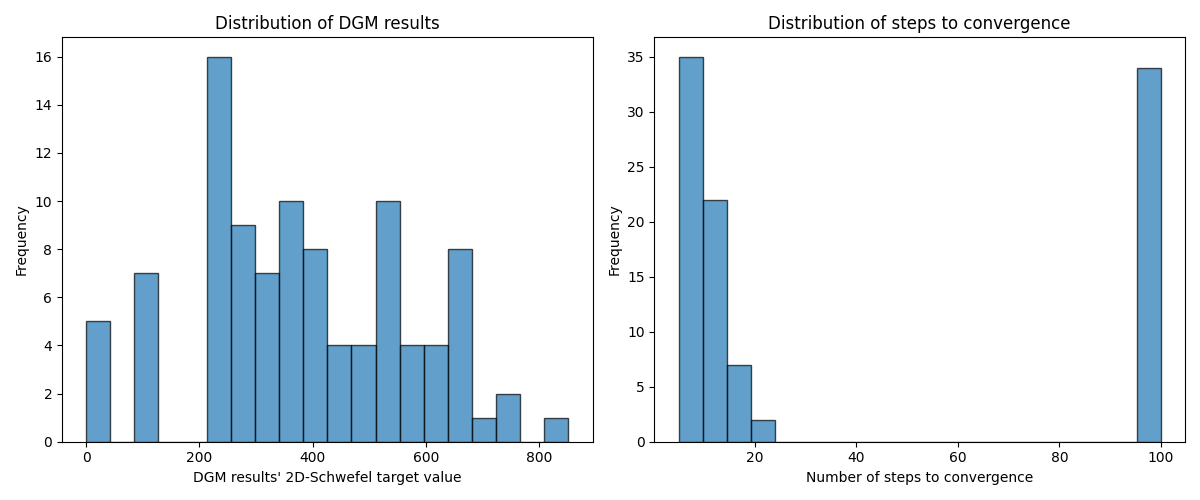 Distribution of DGM results
Frequency
16
14
12
10
8
6
4
2
0
0 200 400 600 800
DGM results' 2D-Schwefel target value
Distribution of steps to convergence
Frequency
35
30
25
20
15
10
5
0
20 40 60 80 100
Number of steps to convergence